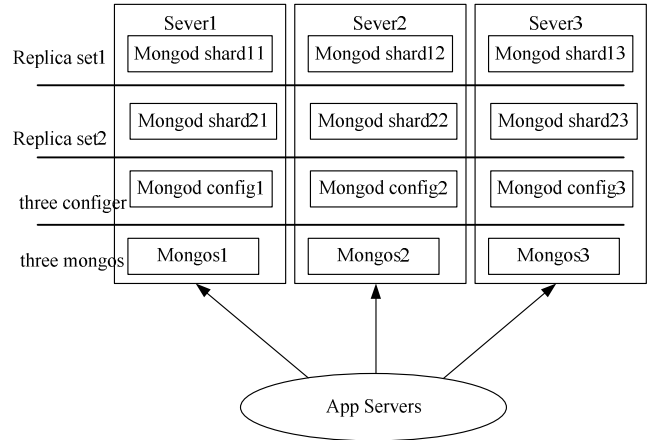 Sever1
Sever2
Sever3
Replica set1
Mongod shard11
Mongod shard12
Mongod shard13
Replica set2
Mongod shard21
Mongod shard22
Mongod shard23
three configer
Mongod config1
Mongod config2
Mongod config3
three mongos
Mongos1
Mongos2
Mongos3
App Servers